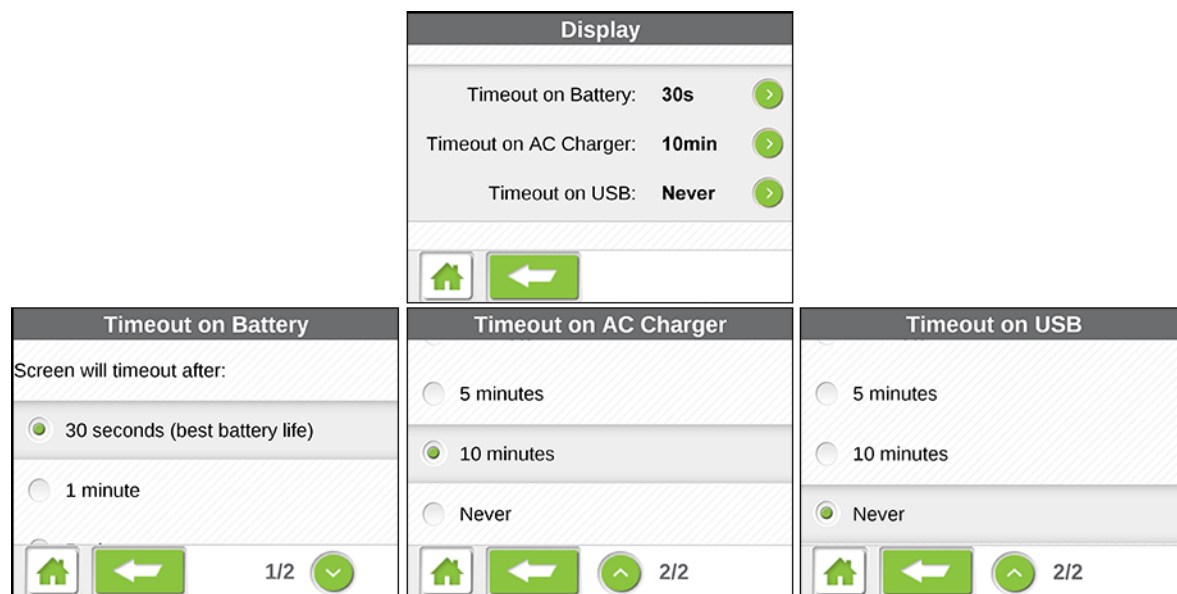 Display
Timeout on Battery: 30s
Timeout on AC Charger: 10min
Timeout on USB: Never
Timeout on Battery
Screen will timeout after:
30 seconds (best battery life)
1 minute
1/2
Timeout on AC Charger
5 minutes
10 minutes
Never
2/2
Timeout on USB
5 minutes
10 minutes
Never
2/2